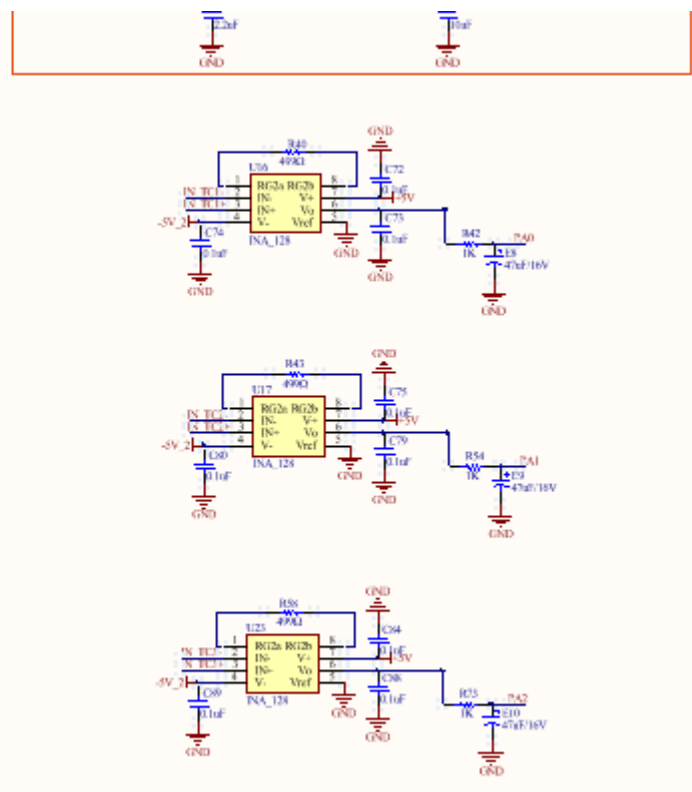 2.2uF 10uF
GND GND
GND
R40
499Ω
U16 C72
0.1uF
1 RG2a RG2b 8
IN_TC1- 2 IN- V+ 7 +5V
IN_TC1+ 3 IN+ Vo 6
-5V_2 4 V- Vref 5
C74 INA_128 C73
0.1uF GND 0.1uF
GND GND
R42 PA0
1K E8
47uF/16V
GND
GND
R43
499Ω
U17 C75
0.1uF
1 RG2a RG2b 8
IN_TC2- 2 IN- V+ 7 +5V
IN_TC2+ 3 IN+ Vo 6
-5V_2 4 V- Vref 5
C80 INA_128 C79
0.1uF GND 0.1uF
GND GND
R54 PA1
1K E9
47uF/16V
GND
GND
R58
499Ω
U23 C84
0.1uF
1 RG2a RG2b 8
IN_TC3- 2 IN- V+ 7 +5V
IN_TC3+ 3 IN+ Vo 6
-5V_2 4 V- Vref 5
C89 INA_128 C88
0.1uF GND 0.1uF
GND GND
R73 PA2
1K E10
47uF/16V
GND